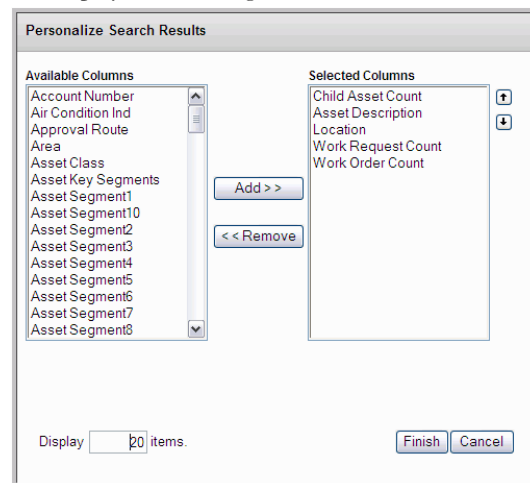 Personalize Search Results
Available Columns
Account Number
Air Condition Ind
Approval Route
Area
Asset Class
Asset Key Segments
Asset Segment1
Asset Segment10
Asset Segment2
Asset Segment3
Asset Segment4
Asset Segment5
Asset Segment6
Asset Segment7
Asset Segment8
Add >>
<< Remove
Selected Columns
Child Asset Count
Asset Description
Location
Work Request Count
Work Order Count
Display 20 items.
Finish Cancel